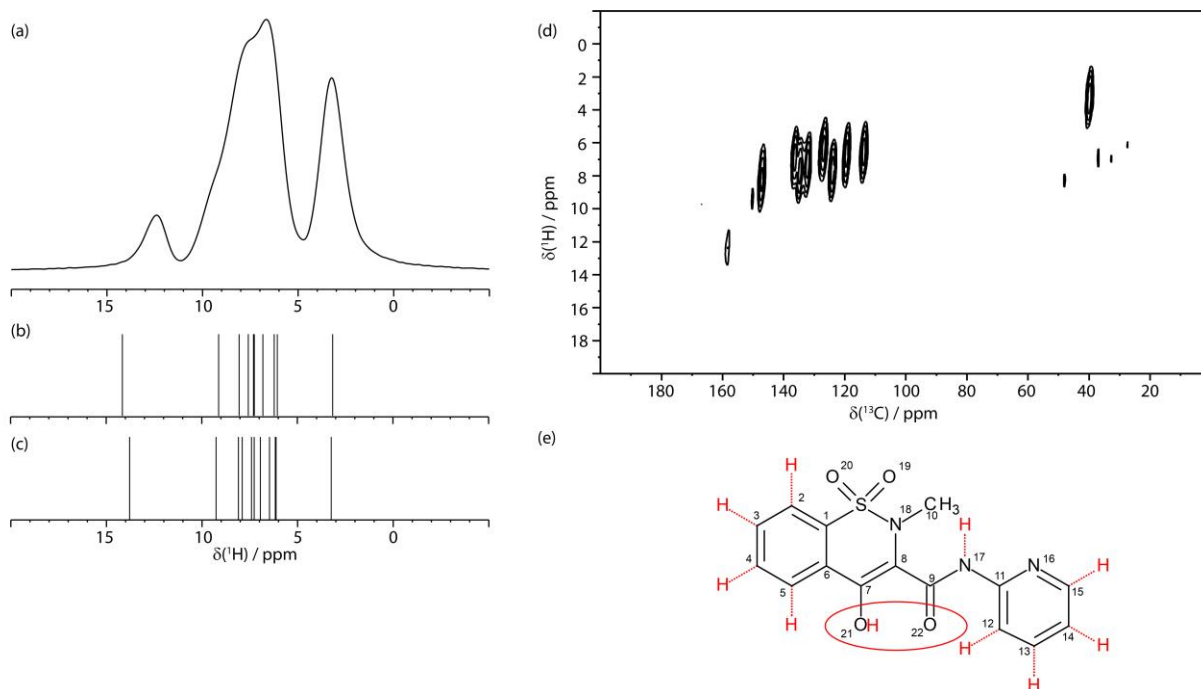 (a)
15 10 5 0
(b)
(c)
15 10 5 0
δ(¹H) / ppm
(d)
0
2
4
6
8
10
12
14
16
18
δ(¹H) / ppm
180 160 140 120 100 80 60 40 20
δ(¹³C) / ppm
(e)
20 19
O O
H
2 S 18
H 3 1 N CH₃
10 H
4 6 8 N 17 N 16
H 5 7 9 11 15 H
H OH O 12 14
21 22 H 13 H
H